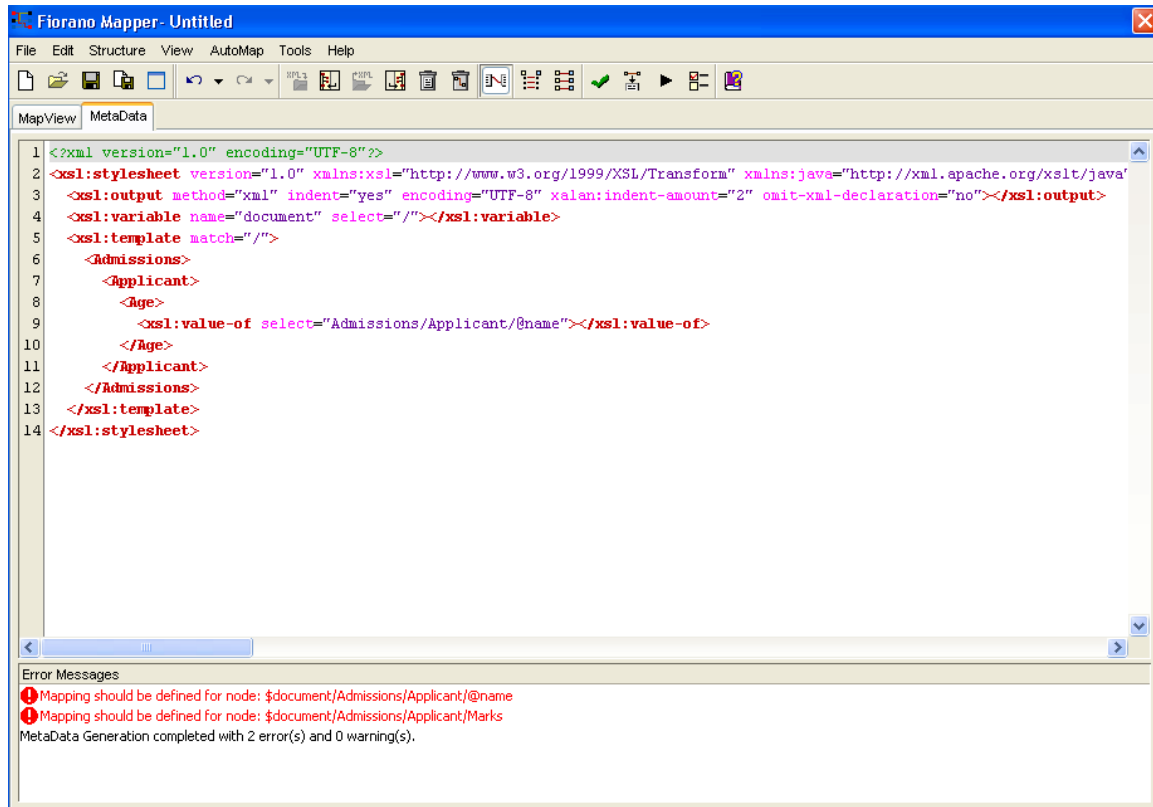 Fiorano Mapper- Untitled
File Edit Structure View AutoMap Tools Help
MapView MetaData
1 <?xml version="1.0" encoding="UTF-8"?>
2 <xsl:stylesheet version="1.0" xmlns:xsl="http://www.w3.org/1999/XSL/Transform" xmlns:java="http://xml.apache.org/xslt/java"
3 <xsl:output method="xml" indent="yes" encoding="UTF-8" xalan:indent-amount="2" omit-xml-declaration="no"></xsl:output>
4 <xsl:variable name="document" select="/"></xsl:variable>
5 <xsl:template match="/">
6 <Admissions>
7 <Applicant>
8 <Age>
9 <xsl:value-of select="Admissions/Applicant/@name"></xsl:value-of>
10 </Age>
11 </Applicant>
12 </Admissions>
13 </xsl:template>
14 </xsl:stylesheet>
Error Messages
Mapping should be defined for node: $document/Admissions/Applicant/@name
Mapping should be defined for node: $document/Admissions/Applicant/Marks
MetaData Generation completed with 2 error(s) and 0 warning(s).